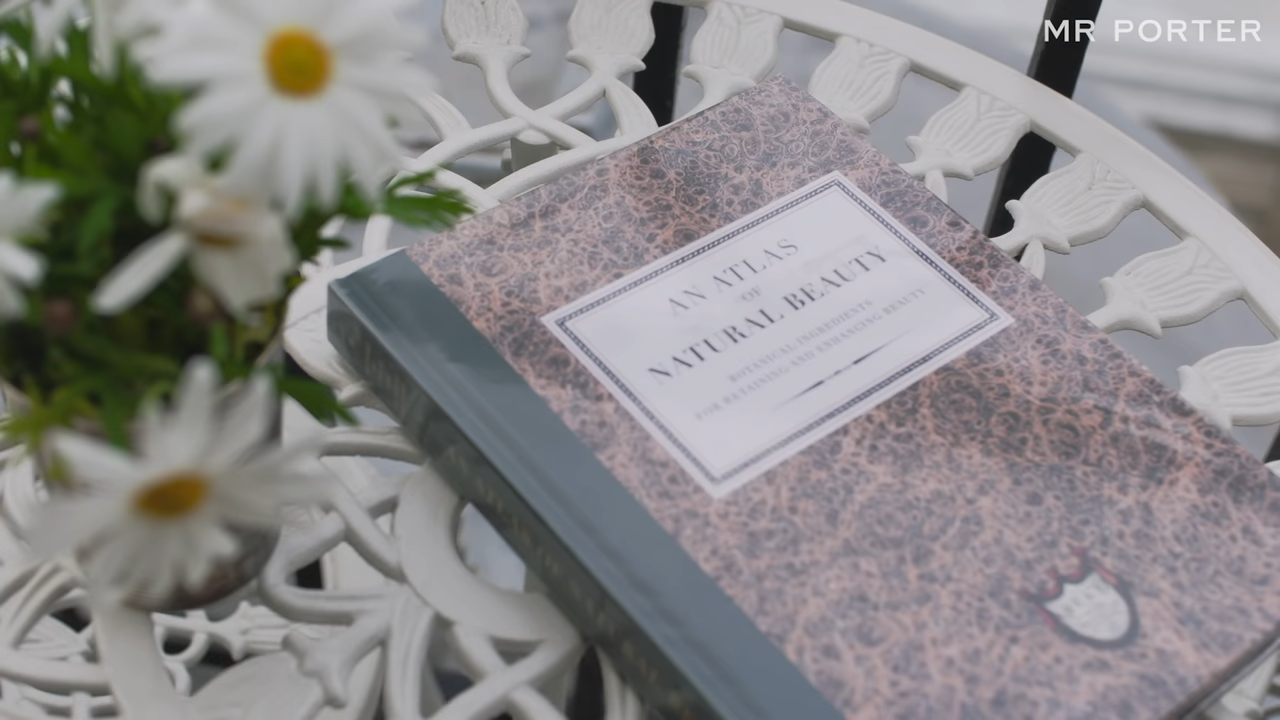 MR PORTER
AN ATLAS
OF
NATURAL BEAUTY
BOTANICAL INGREDIENTS
FOR RETAINING AND ENHANCING BEAUTY